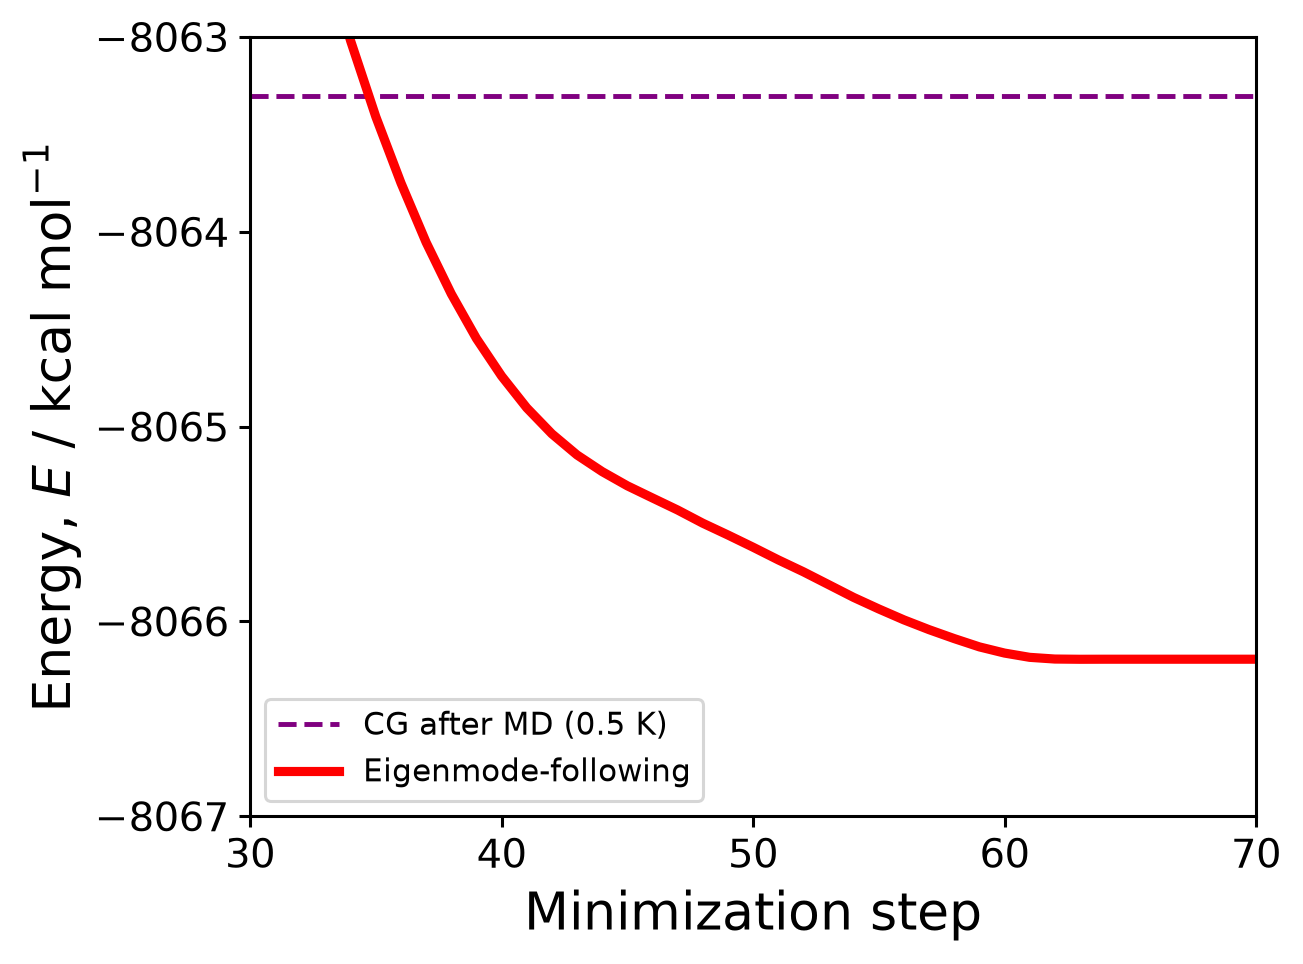 −8063
−8064
−8065
−8066
−8067
Energy, E / kcal mol⁻¹
CG after MD (0.5 K)
Eigenmode-following
30 40 50 60 70
Minimization step